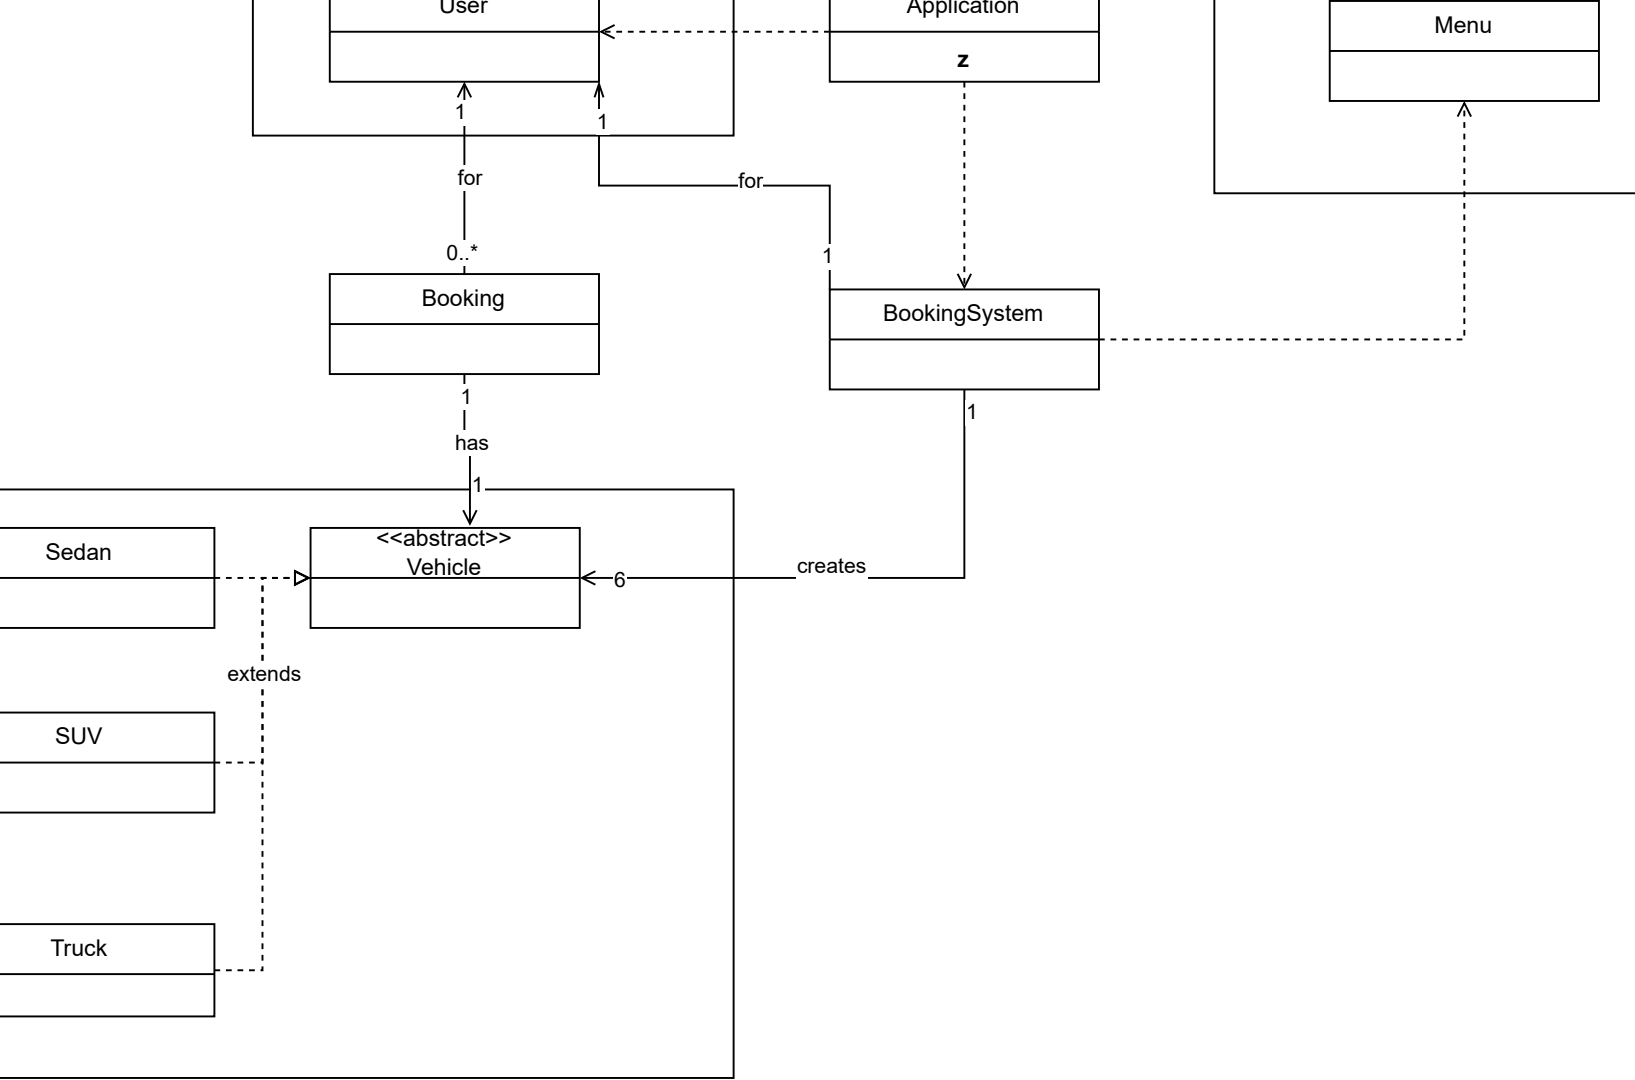 User
Application
Menu
z
1
1
for
for
0..*
1
Booking
BookingSystem
1
1
has
1
<<abstract>>
Vehicle
Sedan
creates
6
extends
SUV
Truck